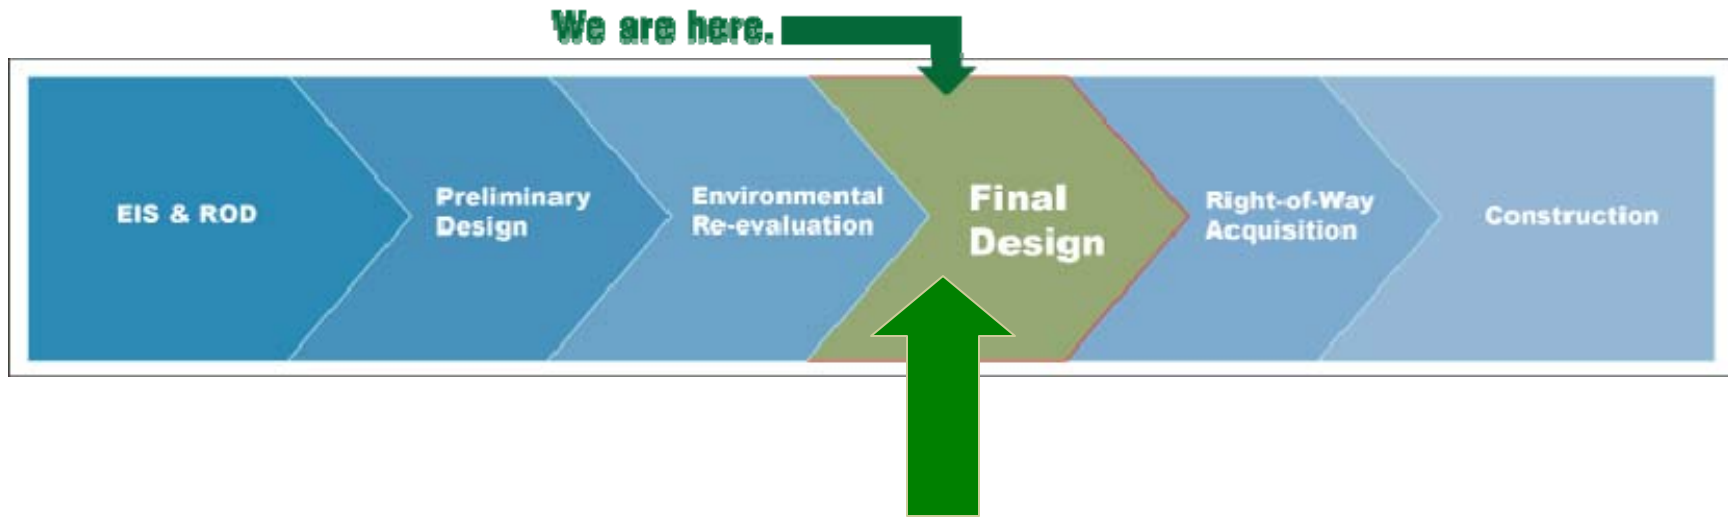 We are here.
EIS & ROD
Preliminary
Design
Environmental
Re-evaluation
Final
Design
Right-of-Way
Acquisition
Construction